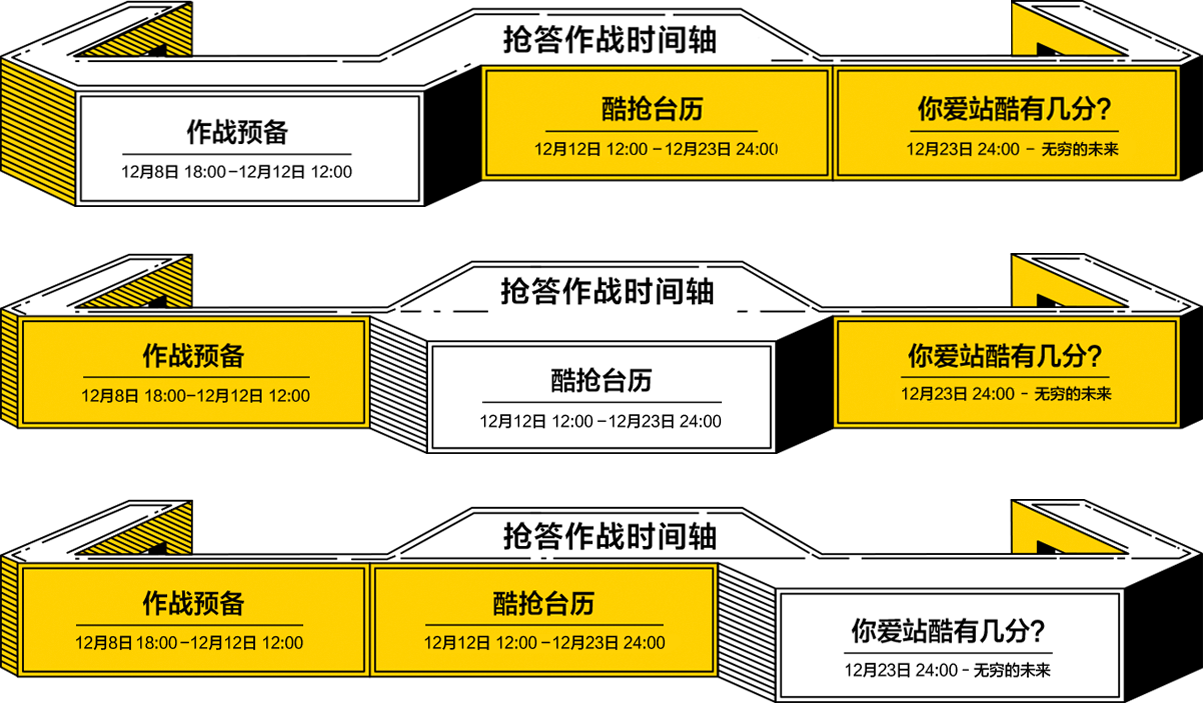 抢答作战时间轴
作战预备
12月8日 18:00–12月12日 12:00
酷抢台历
12月12日 12:00 –12月23日 24:00
你爱站酷有几分?
12月23日 24:00 – 无穷的未来
抢答作战时间轴
作战预备
12月8日 18:00–12月12日 12:00
酷抢台历
12月12日 12:00 –12月23日 24:00
你爱站酷有几分?
12月23日 24:00 - 无穷的未来
抢答作战时间轴
作战预备
12月8日 18:00 –12月12日 12:00
酷抢台历
12月12日 12:00 –12月23日 24:00
你爱站酷有几分?
12月23日 24:00 - 无穷的未来